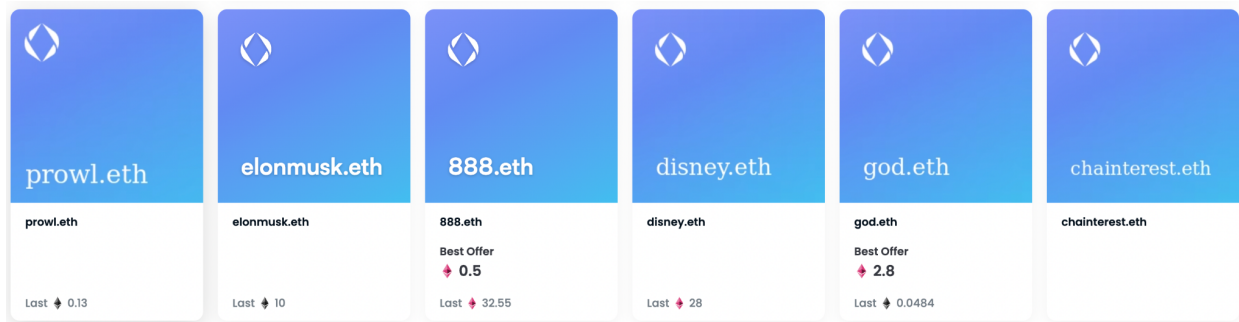 prowl.eth
prowl.eth
Last 0.13
elonmusk.eth
elonmusk.eth
Last 10
888.eth
888.eth
Best Offer
0.5
Last 32.55
disney.eth
disney.eth
Last 28
god.eth
god.eth
Best Offer
2.8
Last 0.0484
chainterest.eth
chainterest.eth